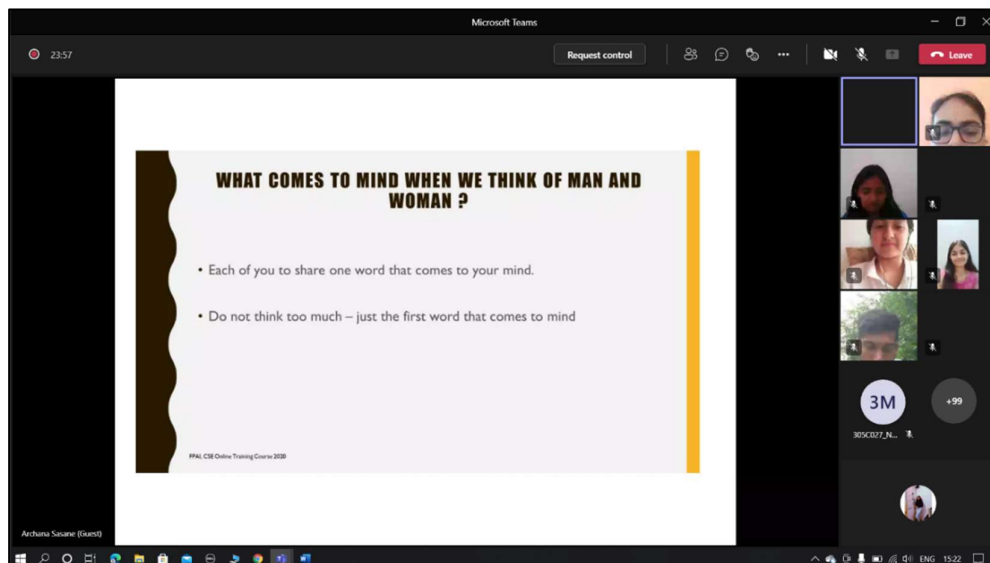 Microsoft Teams
23:57
Request control
Leave
WHAT COMES TO MIND WHEN WE THINK OF MAN AND
WOMAN ?
• Each of you to share one word that comes to your mind.
• Do not think too much – just the first word that comes to mind
FPAI, CSE Online Training Course 2020
3M
+99
305C027_N...
Archana Sasane (Guest)
ENG
15:22